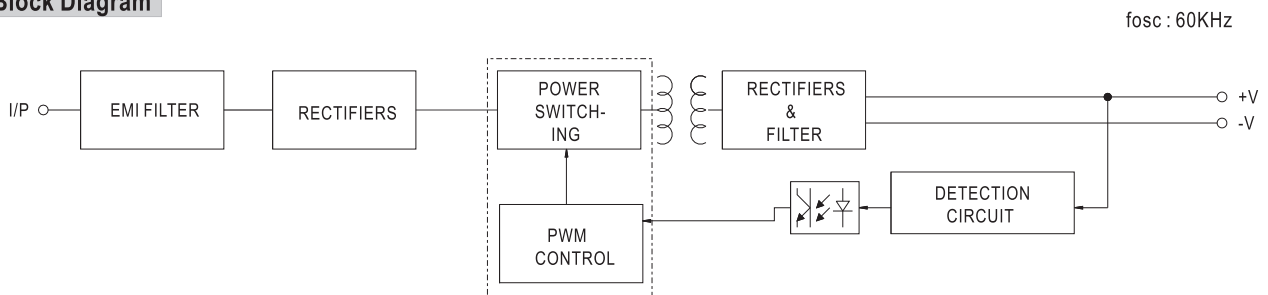 Block Diagram
fosc : 60KHz
I/P
EMI FILTER
RECTIFIERS
POWER
SWITCH-
ING
RECTIFIERS
&
FILTER
+V
-V
DETECTION
CIRCUIT
PWM
CONTROL